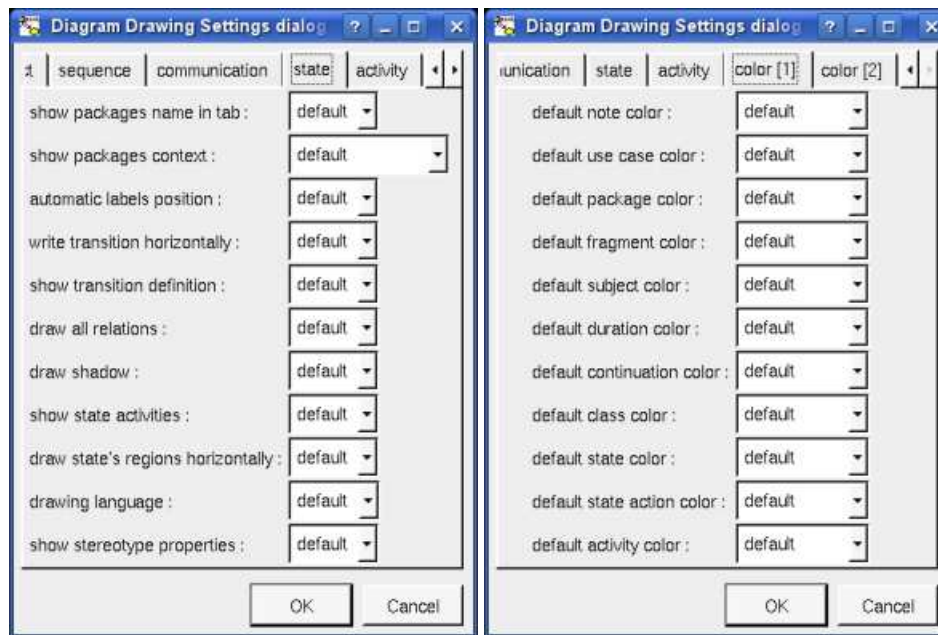 Diagram Drawing Settings dialog
sequence communication state activity
show packages name in tab : default
show packages context : default
automatic labels position : default
write transition horizontally : default
show transition definition : default
draw all relations : default
draw shadow : default
show state activities : default
draw state's regions horizontally : default
drawing language : default
show stereotype properties : default
OK Cancel
Diagram Drawing Settings dialog
unication state activity color [1] color [2]
default note color : default
default use case color : default
default package color : default
default fragment color : default
default subject color : default
default duration color : default
default continuation color : default
default class color : default
default state color : default
default state action color : default
default activity color : default
OK Cancel